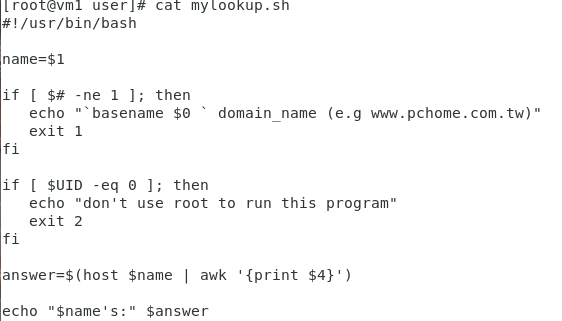 [root@vm1 user]# cat mylookup.sh
#!/usr/bin/bash
name=$1
if [ $# -ne 1 ]; then
   echo "`basename $0 ` domain_name (e.g www.pchome.com.tw)"
   exit 1
fi
if [ $UID -eq 0 ]; then
   echo "don't use root to run this program"
   exit 2
fi
answer=$(host $name | awk '{print $4}')
echo "$name's:" $answer